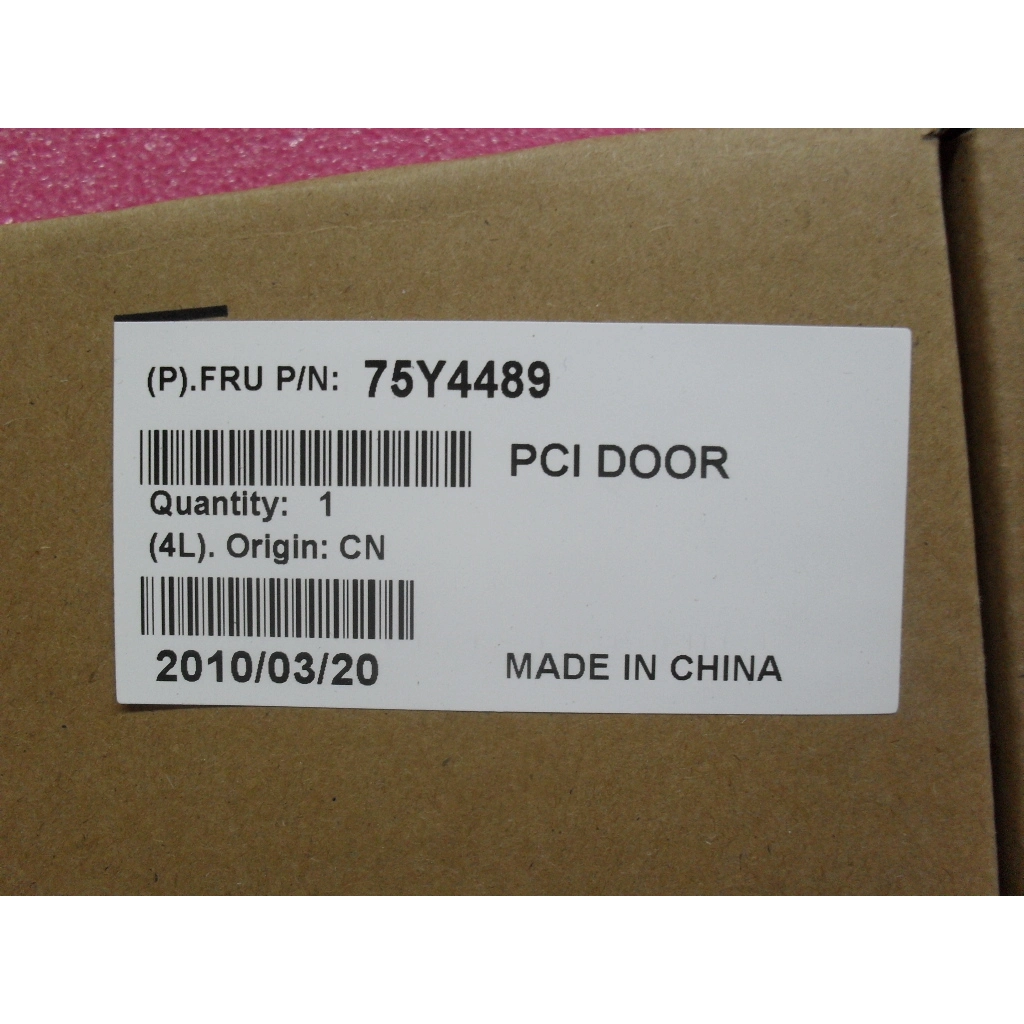 (P).FRU P/N: 75Y4489
PCI DOOR
Quantity: 1
(4L). Origin: CN
2010/03/20
MADE IN CHINA